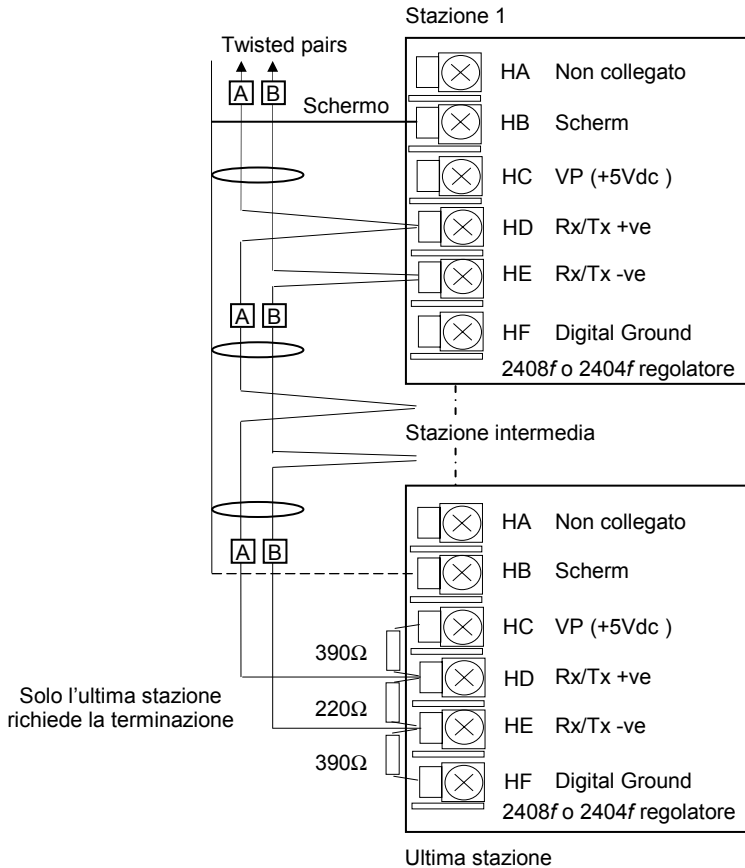 Stazione 1
Twisted pairs
A B
Schermo
HA Non collegato
HB Scherm
HC VP (+5Vdc )
HD Rx/Tx +ve
HE Rx/Tx -ve
HF Digital Ground
2408f o 2404f regolatore
A B
Stazione intermedia
A B
HA Non collegato
HB Scherm
HC VP (+5Vdc )
390Ω
HD Rx/Tx +ve
Solo l'ultima stazione
richiede la terminazione
220Ω
HE Rx/Tx -ve
390Ω
HF Digital Ground
2408f o 2404f regolatore
Ultima stazione